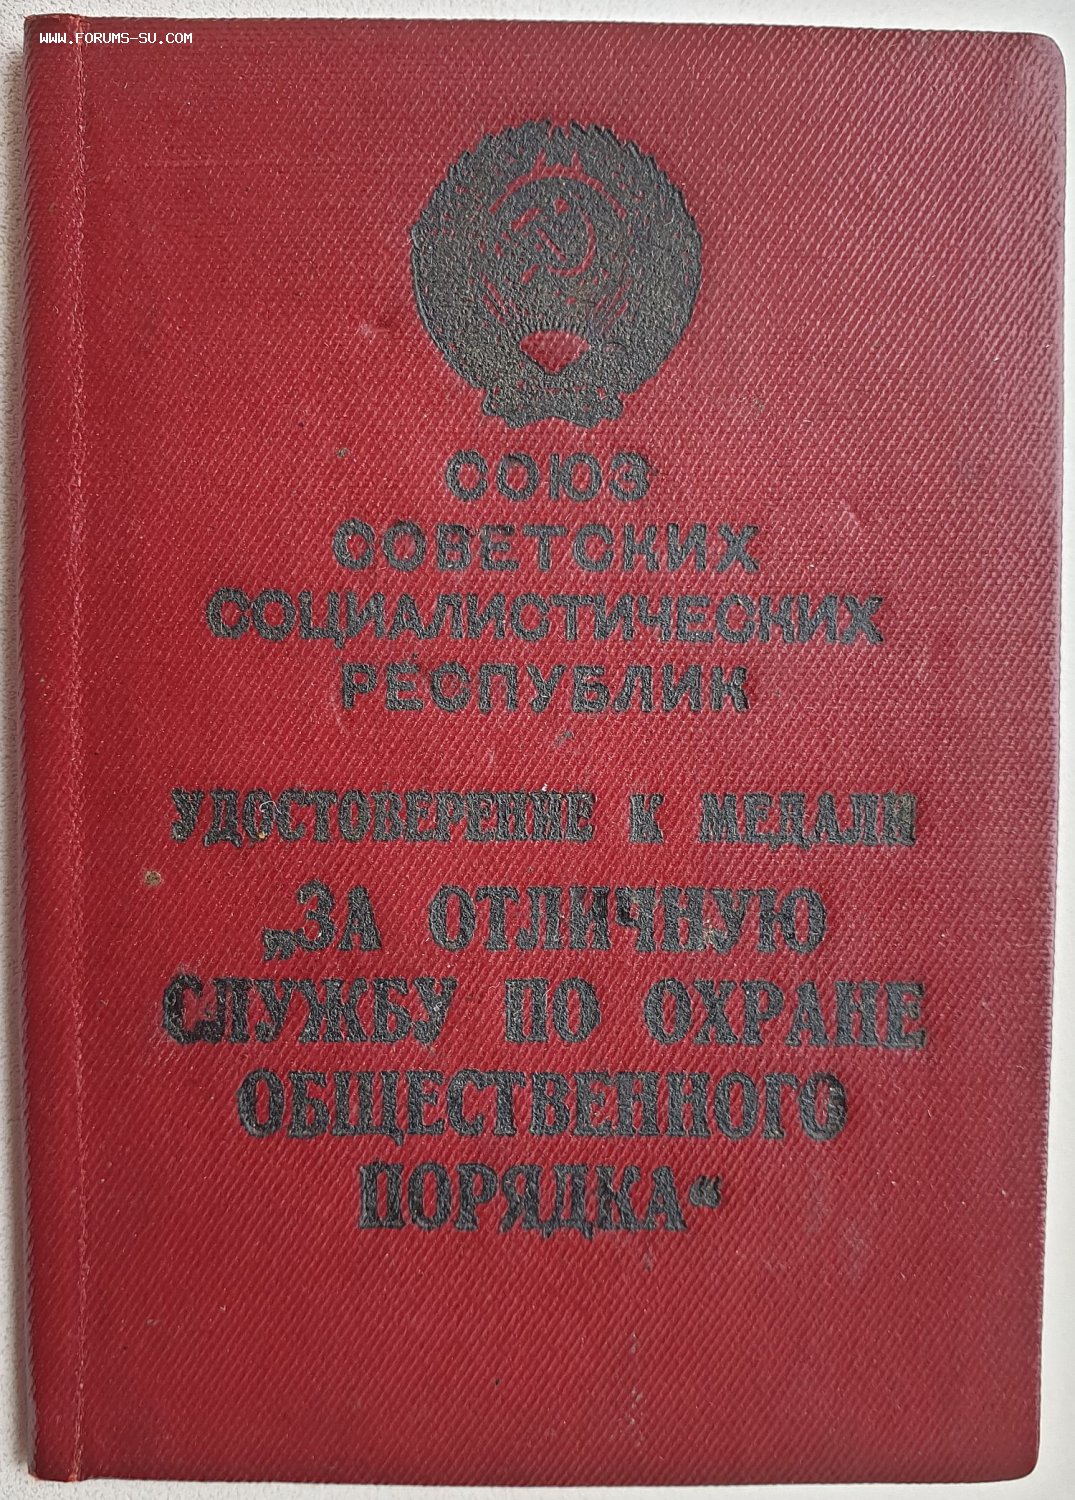 WWW.FORUMS-SU.COM
СОЮЗ
СОВЕТСКИХ
СОЦИАЛИСТИЧЕСКИХ
РЕСПУБЛИК
УДОСТОВЕРЕНИЕ К МЕДАЛИ
„ЗА ОТЛИЧНУЮ
СЛУЖБУ ПО ОХРАНЕ
ОБЩЕСТВЕННОГО
ПОРЯДКА“